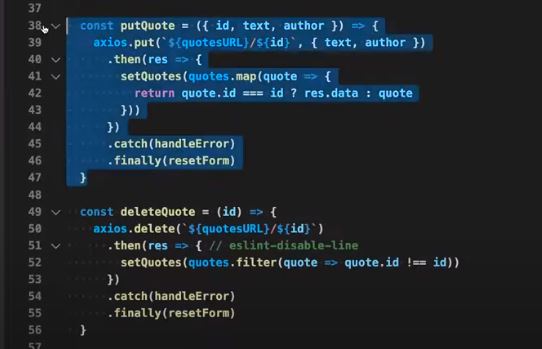 37
38 const putQuote = ({ id, text, author }) => {
39 axios.put(`${quotesURL}/${id}`, { text, author })
40 .then(res => {
41 setQuotes(quotes.map(quote => {
42 return quote.id === id ? res.data : quote
43 }))
44 })
45 .catch(handleError)
46 .finally(resetForm)
47 }
48
49 const deleteQuote = (id) => {
50 axios.delete(`${quotesURL}/${id}`)
51 .then(res => { // eslint-disable-line
52 setQuotes(quotes.filter(quote => quote.id !== id))
53 })
54 .catch(handleError)
55 .finally(resetForm)
56 }
57